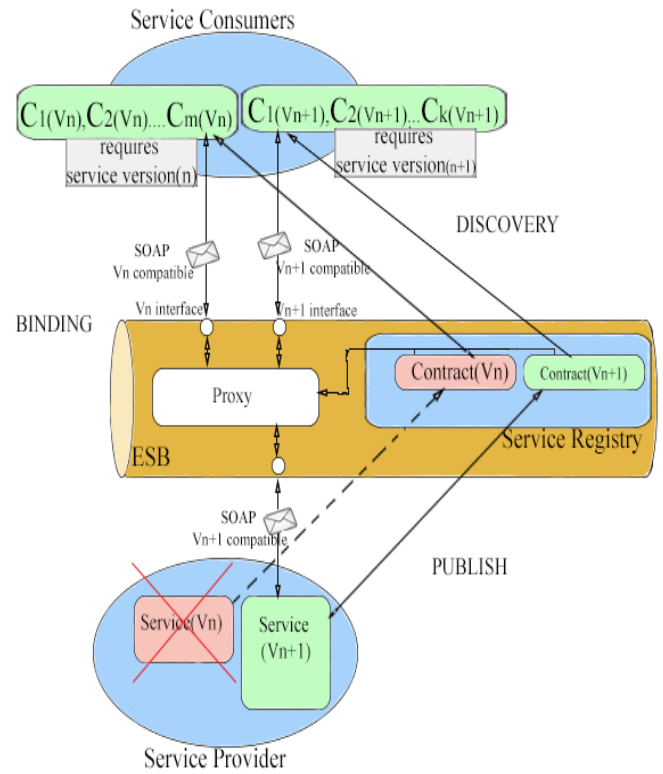 Service Consumers
C1(Vn),C2(Vn)....Cm(Vn)
C1(Vn+1),C2(Vn+1)...Ck(Vn+1)
requires
service version(n)
requires
service version(n+1)
DISCOVERY
SOAP
Vn compatible
SOAP
Vn+1 compatible
Vn interface
Vn+1 interface
BINDING
Proxy
Contract(Vn)
Contract(Vn+1)
Service Registry
ESB
SOAP
Vn+1 compatible
PUBLISH
Service(Vn)
Service
(Vn+1)
Service Provider